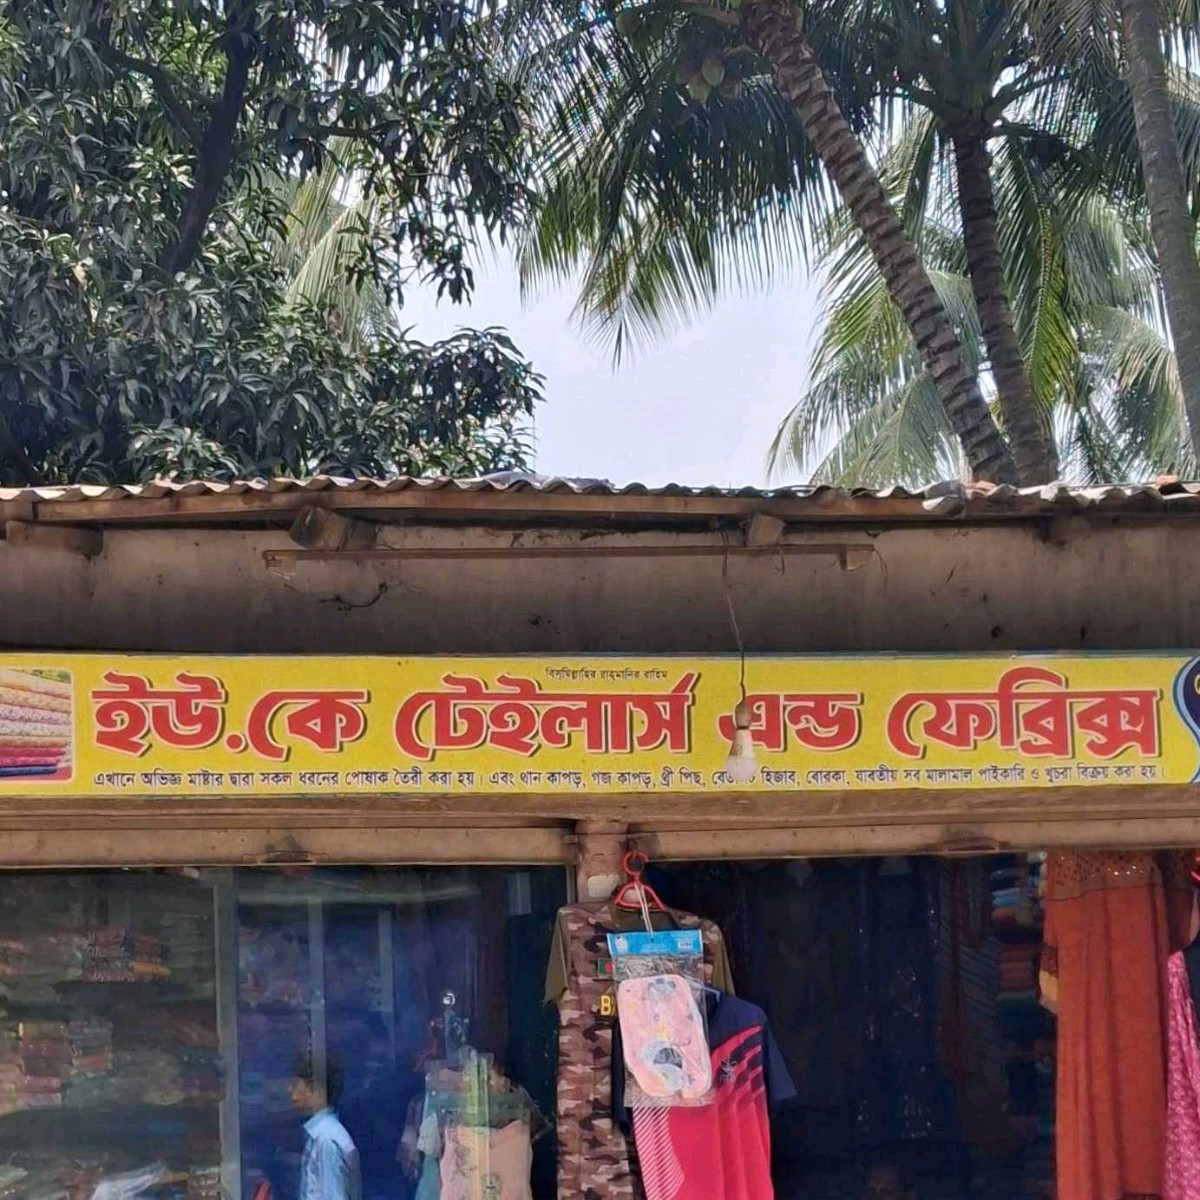 বিসমিল্লাহির রাহমানির রাহিম
ইউ.কে টেইলার্স এন্ড ফেব্রিক্স
এখানে অভিজ্ঞ মাষ্টার দ্বারা সকল ধরনের পোষাক তৈরী করা হয়। এবং থান কাপড়, গজ কাপড়, থ্রী পিছ, হিজাব, বোরকা, যাবতীয় সব মালামাল পাইকারি ও খুচরা বিক্রয় করা হয়।